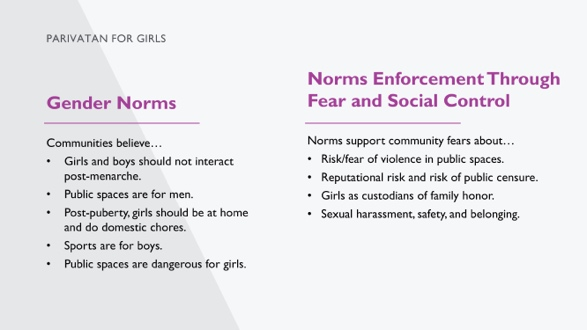 PARIVATAN FOR GIRLS
Gender Norms
Communities believe…
• Girls and boys should not interact
post-menarche.
• Public spaces are for men.
• Post-puberty, girls should be at home
and do domestic chores.
• Sports are for boys.
• Public spaces are dangerous for girls.
Norms Enforcement Through
Fear and Social Control
Norms support community fears about…
• Risk/fear of violence in public spaces.
• Reputational risk and risk of public censure.
• Girls as custodians of family honor.
• Sexual harassment, safety, and belonging.